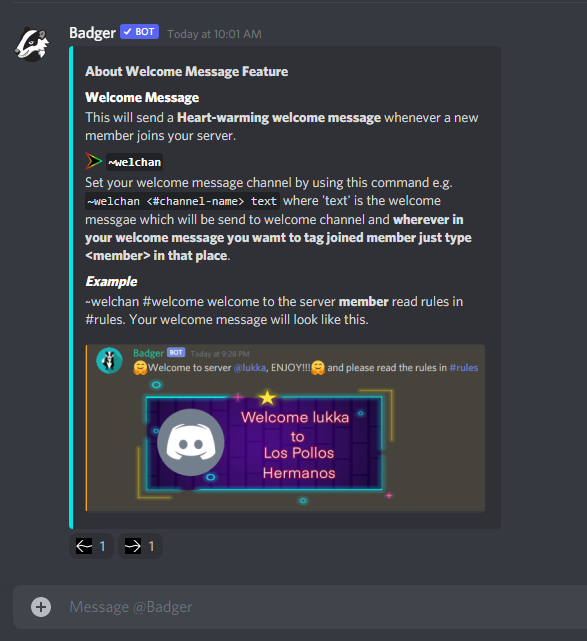 Badger ✓ BOT Today at 10:01 AM
About Welcome Message Feature
Welcome Message
This will send a Heart-warming welcome message whenever a new
member joins your server.
~welchan
Set your welcome message channel by using this command e.g.
~welchan <#channel-name> text where 'text' is the welcome
messgae which will be send to welcome channel and wherever in
your welcome message you wamt to tag joined member just type
<member> in that place.
Example
~welchan #welcome welcome to the server member read rules in
#rules. Your welcome message will look like this.
Badger BOT Today at 9:28 PM
🤗Welcome to server @lukka, ENJOY!!!🤗 and please read the rules in #rules
Welcome lukka
to
Los Pollos
Hermanos
1 1
Message @Badger